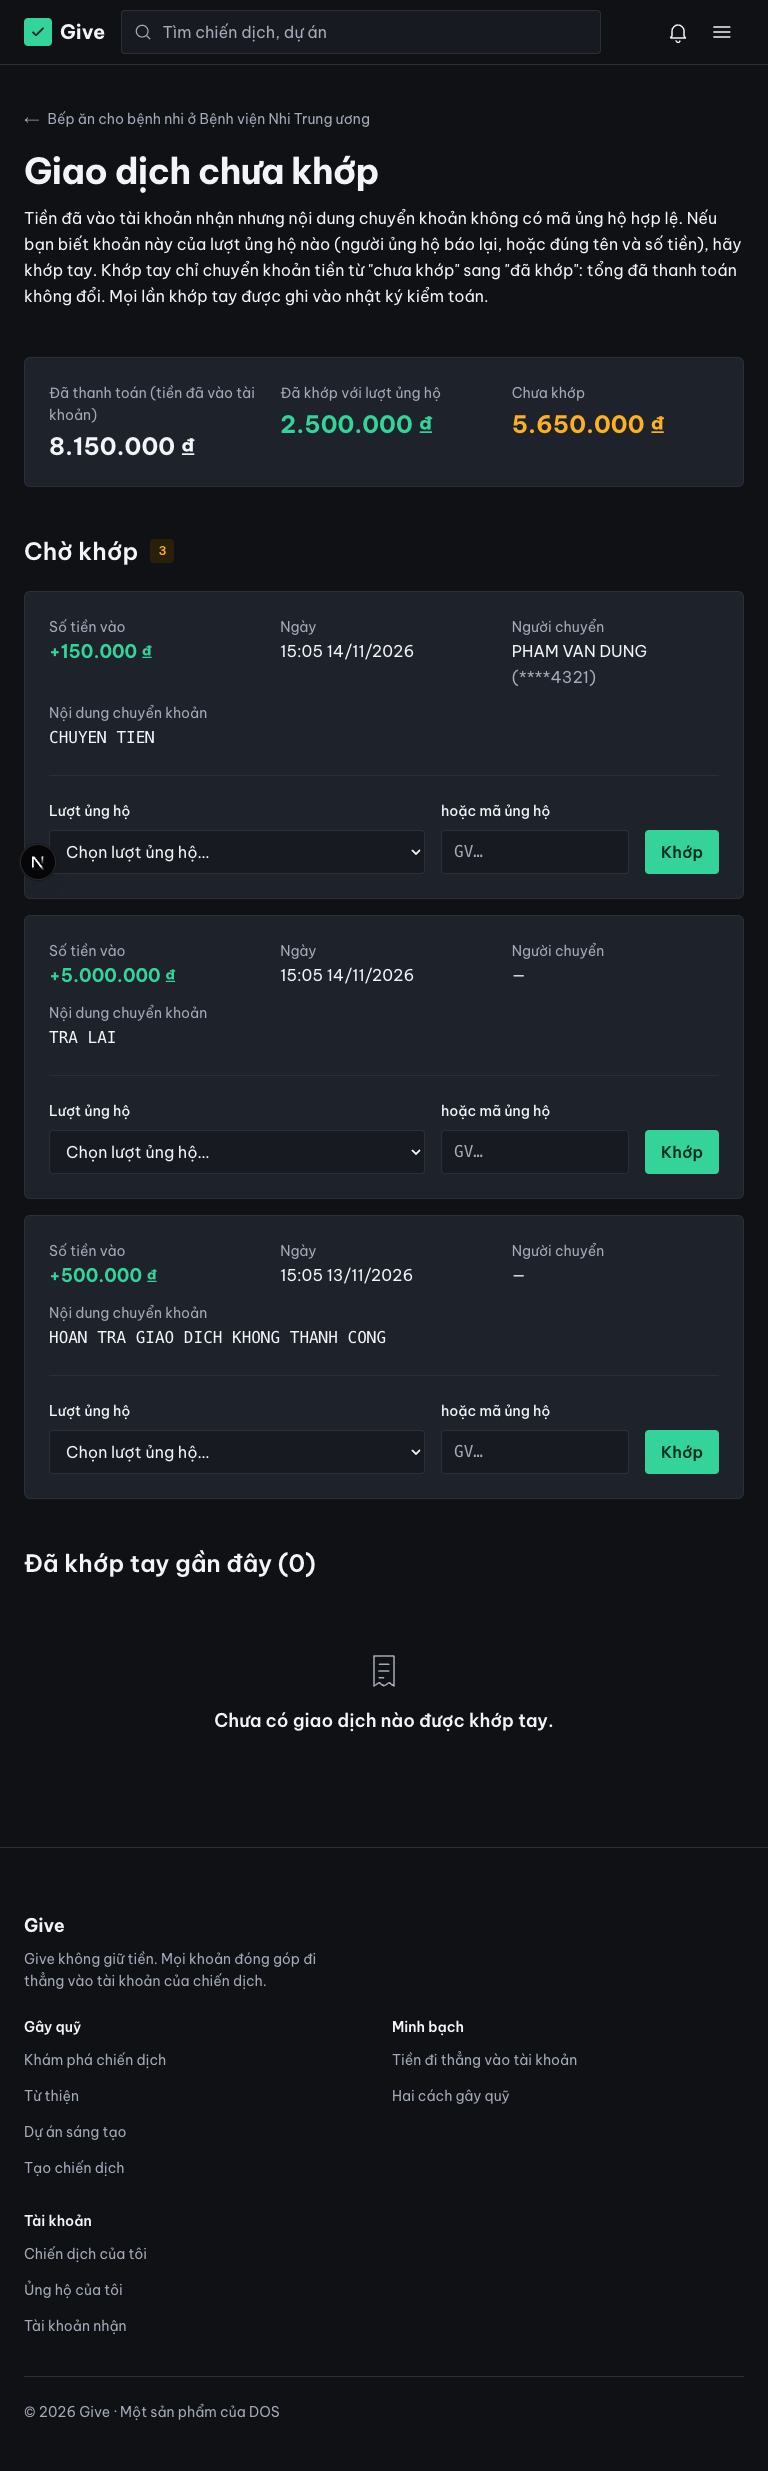 Give
Tìm chiến dịch, dự án
← Bếp ăn cho bệnh nhi ở Bệnh viện Nhi Trung ương
Giao dịch chưa khớp
Tiền đã vào tài khoản nhận nhưng nội dung chuyển khoản không có mã ủng hộ hợp lệ. Nếu
bạn biết khoản này của lượt ủng hộ nào (người ủng hộ báo lại, hoặc đúng tên và số tiền), hãy
khớp tay. Khớp tay chỉ chuyển khoản tiền từ "chưa khớp" sang "đã khớp": tổng đã thanh toán
không đổi. Mọi lần khớp tay được ghi vào nhật ký kiểm toán.
Đã thanh toán (tiền đã vào tài
khoản)
8.150.000 ₫
Đã khớp với lượt ủng hộ
2.500.000 ₫
Chưa khớp
5.650.000 ₫
Chờ khớp 3
Số tiền vào
+150.000 ₫
Ngày
15:05 14/11/2026
Người chuyển
PHAM VAN DUNG
(****4321)
Nội dung chuyển khoản
CHUYEN TIEN
Lượt ủng hộ
Chọn lượt ủng hộ...
hoặc mã ủng hộ
GV…
Khớp
N
Số tiền vào
+5.000.000 ₫
Ngày
15:05 14/11/2026
Người chuyển
—
Nội dung chuyển khoản
TRA LAI
Lượt ủng hộ
Chọn lượt ủng hộ...
hoặc mã ủng hộ
GV…
Khớp
Số tiền vào
+500.000 ₫
Ngày
15:05 13/11/2026
Người chuyển
—
Nội dung chuyển khoản
HOAN TRA GIAO DICH KHONG THANH CONG
Lượt ủng hộ
Chọn lượt ủng hộ...
hoặc mã ủng hộ
GV…
Khớp
Đã khớp tay gần đây (0)
Chưa có giao dịch nào được khớp tay.
Give
Give không giữ tiền. Mọi khoản đóng góp đi
thẳng vào tài khoản của chiến dịch.
Gây quỹ
Khám phá chiến dịch
Từ thiện
Dự án sáng tạo
Tạo chiến dịch
Minh bạch
Tiền đi thẳng vào tài khoản
Hai cách gây quỹ
Tài khoản
Chiến dịch của tôi
Ủng hộ của tôi
Tài khoản nhận
© 2026 Give · Một sản phẩm của DOS